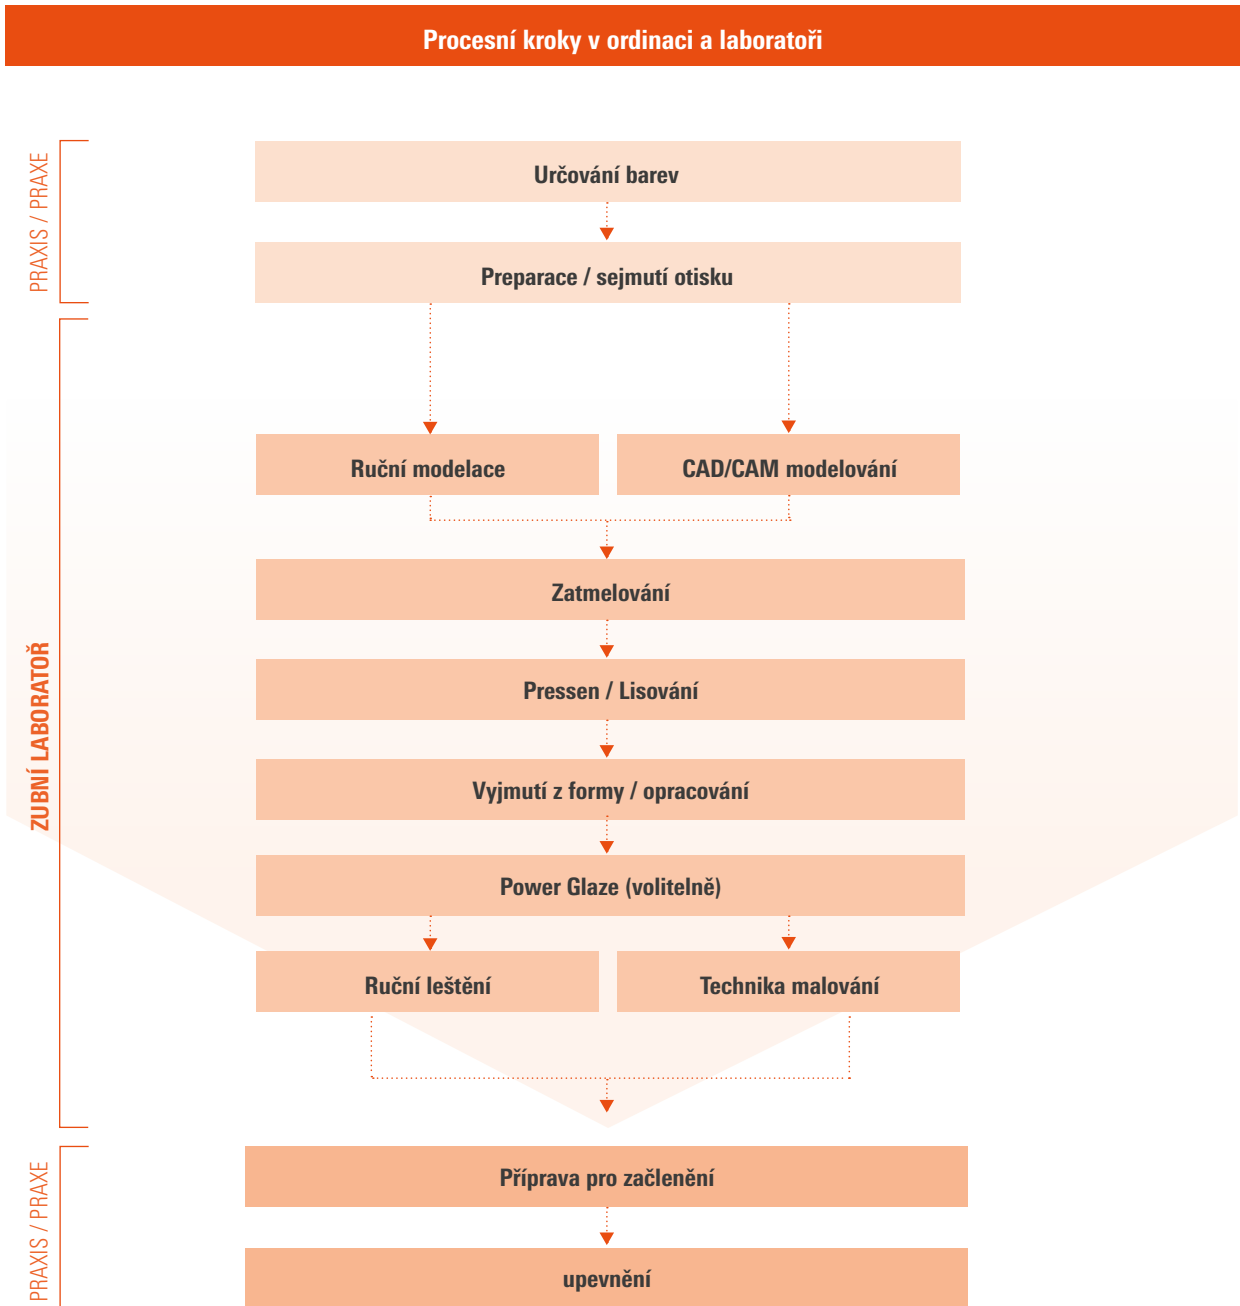 Procesní kroky v ordinaci a laboratoři
PRAXIS / PRAXE
Určování barev
Preparace / sejmutí otisku
ZUBNÍ LABORATOŘ
Ruční modelace
CAD/CAM modelování
Zatmelování
Pressen / Lisování
Vyjmutí z formy / opracování
Power Glaze (volitelně)
Ruční leštění
Technika malování
PRAXIS / PRAXE
Příprava pro začlenění
upevnění